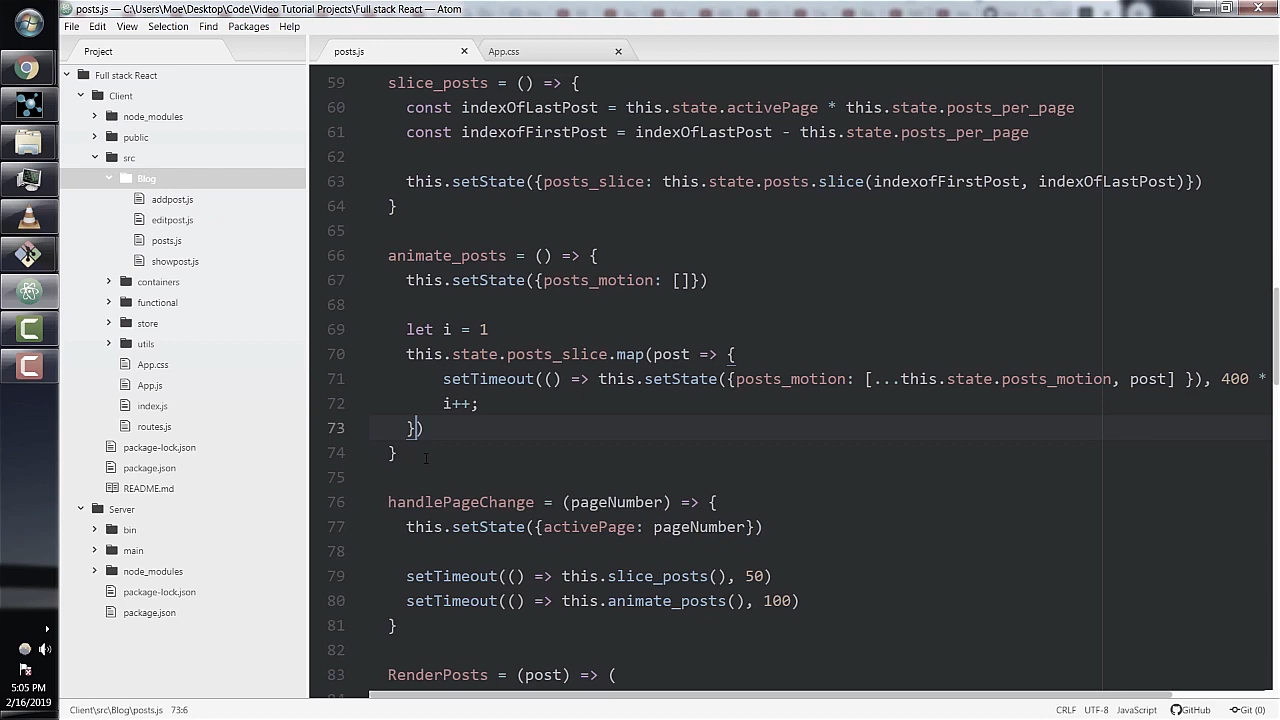 posts.js — C:\Users\Moe\Desktop\Code\Video Tutorial Projects\Full stack React — Atom
File Edit View Selection Find Packages Help
Project
posts.js
App.css
Full stack React
Client
node_modules
public
src
Blog
addpost.js
editpost.js
posts.js
showpost.js
containers
functional
store
utils
App.css
App.js
index.js
routes.js
package-lock.json
package.json
README.md
Server
bin
main
node_modules
package-lock.json
package.json
59 slice_posts = () => {
60 const indexOfLastPost = this.state.activePage * this.state.posts_per_page
61 const indexofFirstPost = indexOfLastPost - this.state.posts_per_page
62
63 this.setState({posts_slice: this.state.posts.slice(indexofFirstPost, indexOfLastPost)})
64 }
65
66 animate_posts = () => {
67 this.setState({posts_motion: []})
68
69 let i = 1
70 this.state.posts_slice.map(post => {
71 setTimeout(() => this.setState({posts_motion: [...this.state.posts_motion, post] }), 400 *
72 i++;
73 })
74 }
75
76 handlePageChange = (pageNumber) => {
77 this.setState({activePage: pageNumber})
78
79 setTimeout(() => this.slice_posts(), 50)
80 setTimeout(() => this.animate_posts(), 100)
81 }
82
83 RenderPosts = (post) => (
5:05 PM
2/16/2019
Client\src\Blog\posts.js 73:6
CRLF UTF-8 JavaScript GitHub Git (0)